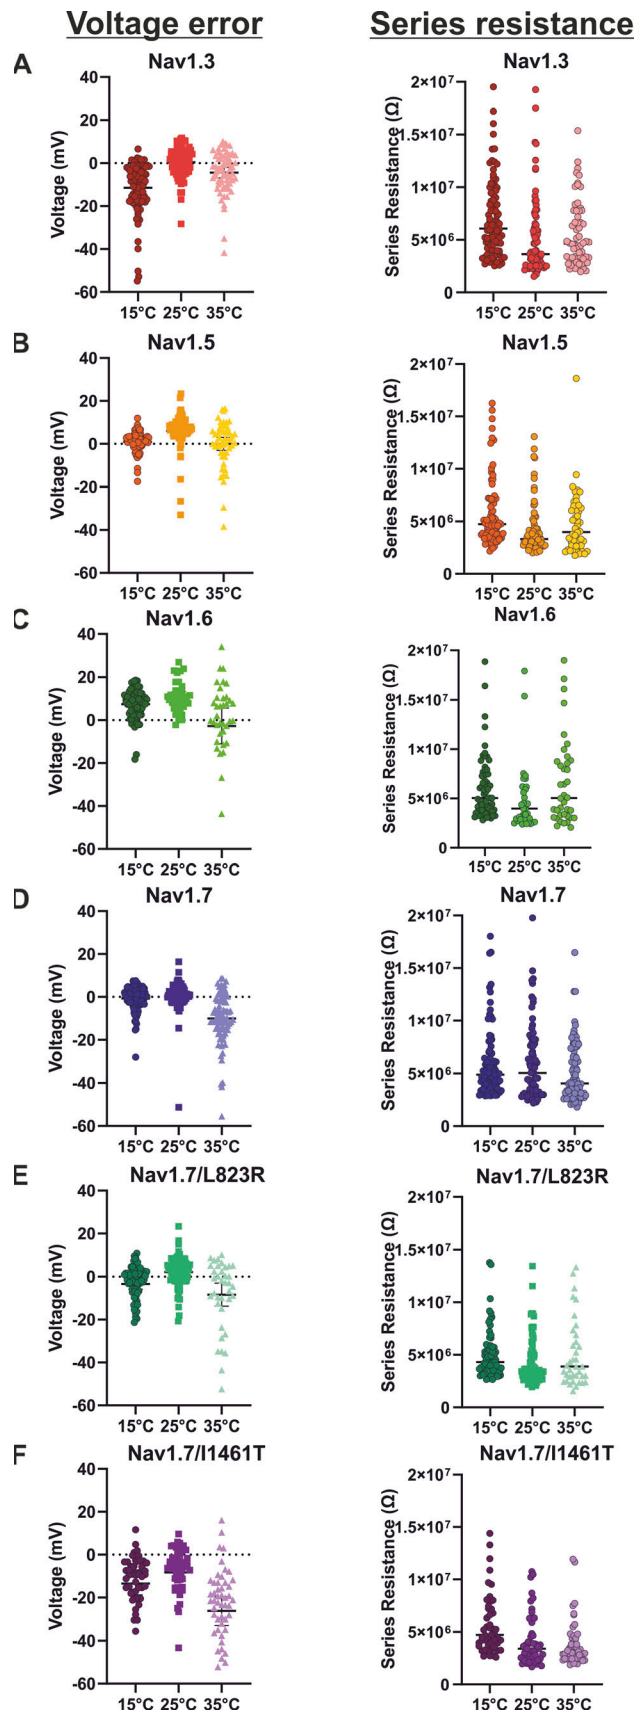 Voltage error
Series resistance
A
Nav1.3
Nav1.3
Voltage (mV)
40
20
0
-20
-40
-60
15°C 25°C 35°C
Series Resistance (Ω)
2×10⁷
1.5×10⁷
1×10⁷
5×10⁶
0
15°C 25°C 35°C
B
Nav1.5
Nav1.5
Voltage (mV)
40
20
0
-20
-40
-60
15°C 25°C 35°C
Series Resistance (Ω)
2×10⁷
1.5×10⁷
1×10⁷
5×10⁶
0
15°C 25°C 35°C
C
Nav1.6
Nav1.6
Voltage (mV)
40
20
0
-20
-40
-60
15°C 25°C 35°C
Series Resistance (Ω)
2×10⁷
1.5×10⁷
1×10⁷
5×10⁶
0
15°C 25°C 35°C
D
Nav1.7
Nav1.7
Voltage (mV)
40
20
0
-20
-40
-60
15°C 25°C 35°C
Series Resistance (Ω)
2×10⁷
1.5×10⁷
1×10⁷
5×10⁶
0
15°C 25°C 35°C
E
Nav1.7/L823R
Nav1.7/L823R
Voltage (mV)
40
20
0
-20
-40
-60
15°C 25°C 35°C
Series Resistance (Ω)
2×10⁷
1.5×10⁷
1×10⁷
5×10⁶
0
15°C 25°C 35°C
F
Nav1.7/I1461T
Nav1.7/I1461T
Voltage (mV)
40
20
0
-20
-40
-60
15°C 25°C 35°C
Series Resistance (Ω)
2×10⁷
1.5×10⁷
1×10⁷
5×10⁶
0
15°C 25°C 35°C